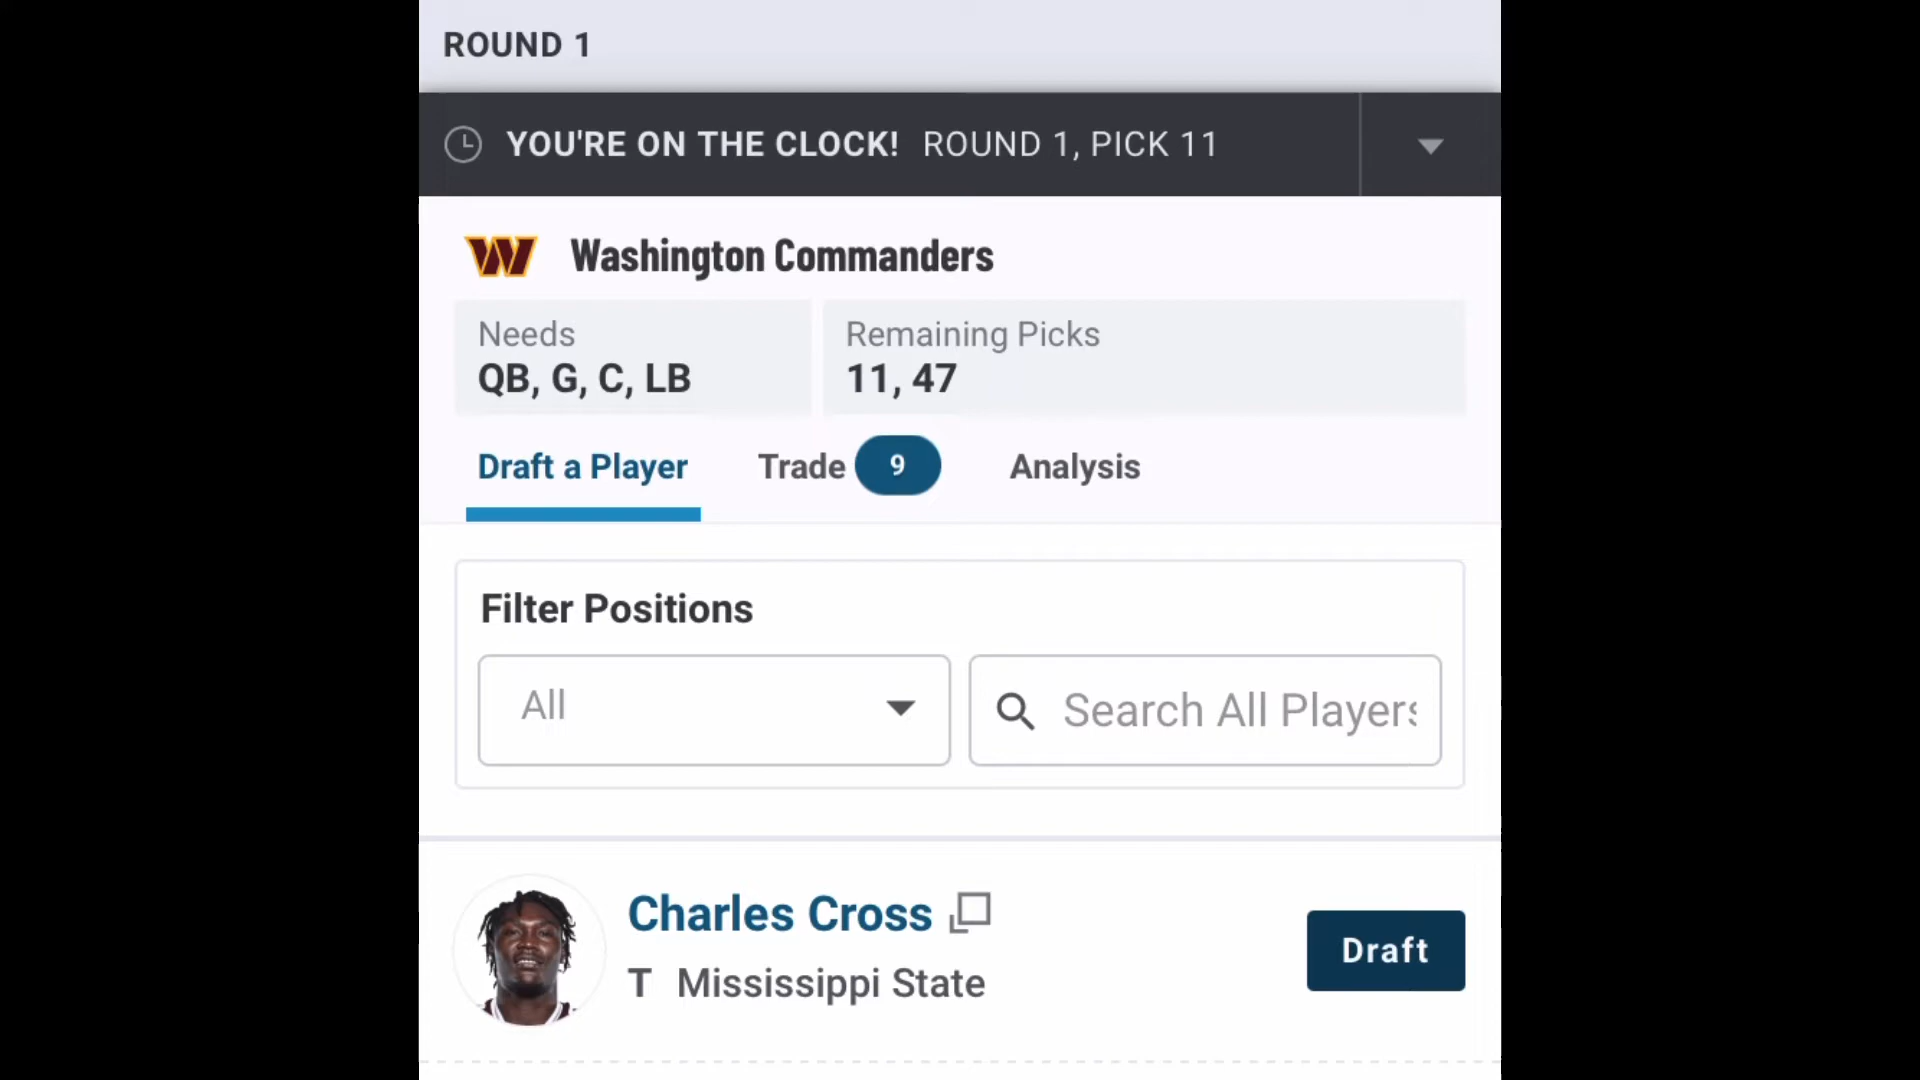 ROUND 1
YOU'RE ON THE CLOCK! ROUND 1, PICK 11
W Washington Commanders
Needs
QB, G, C, LB
Remaining Picks
11, 47
Draft a Player
Trade 9
Analysis
Filter Positions
All
Search All Players
Charles Cross
T Mississippi State
Draft